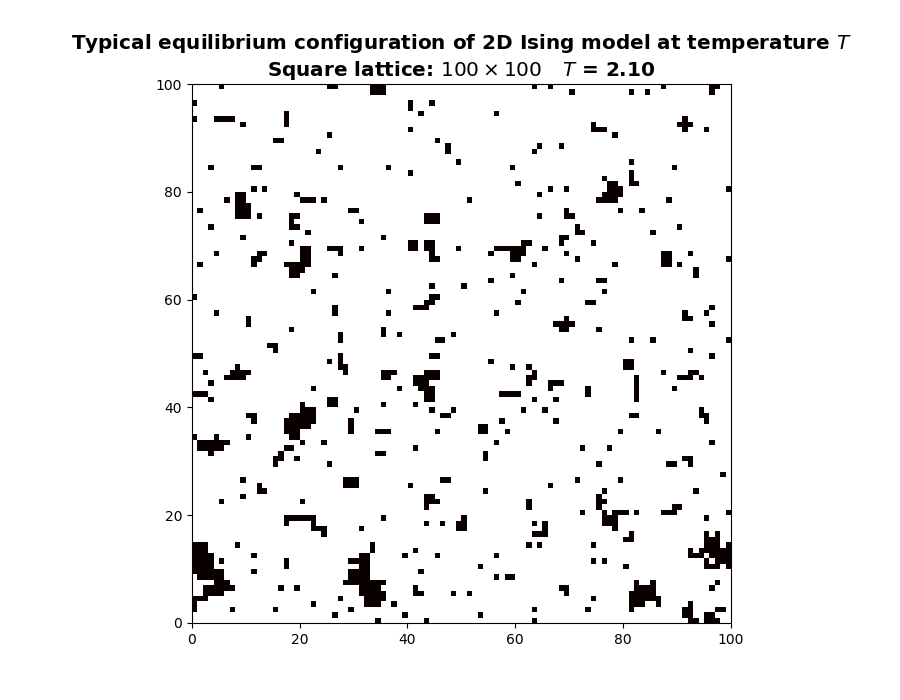 Typical equilibrium configuration of 2D Ising model at temperature T
Square lattice: 100 × 100 T = 2.10
100
80
60
40
20
0
0 20 40 60 80 100